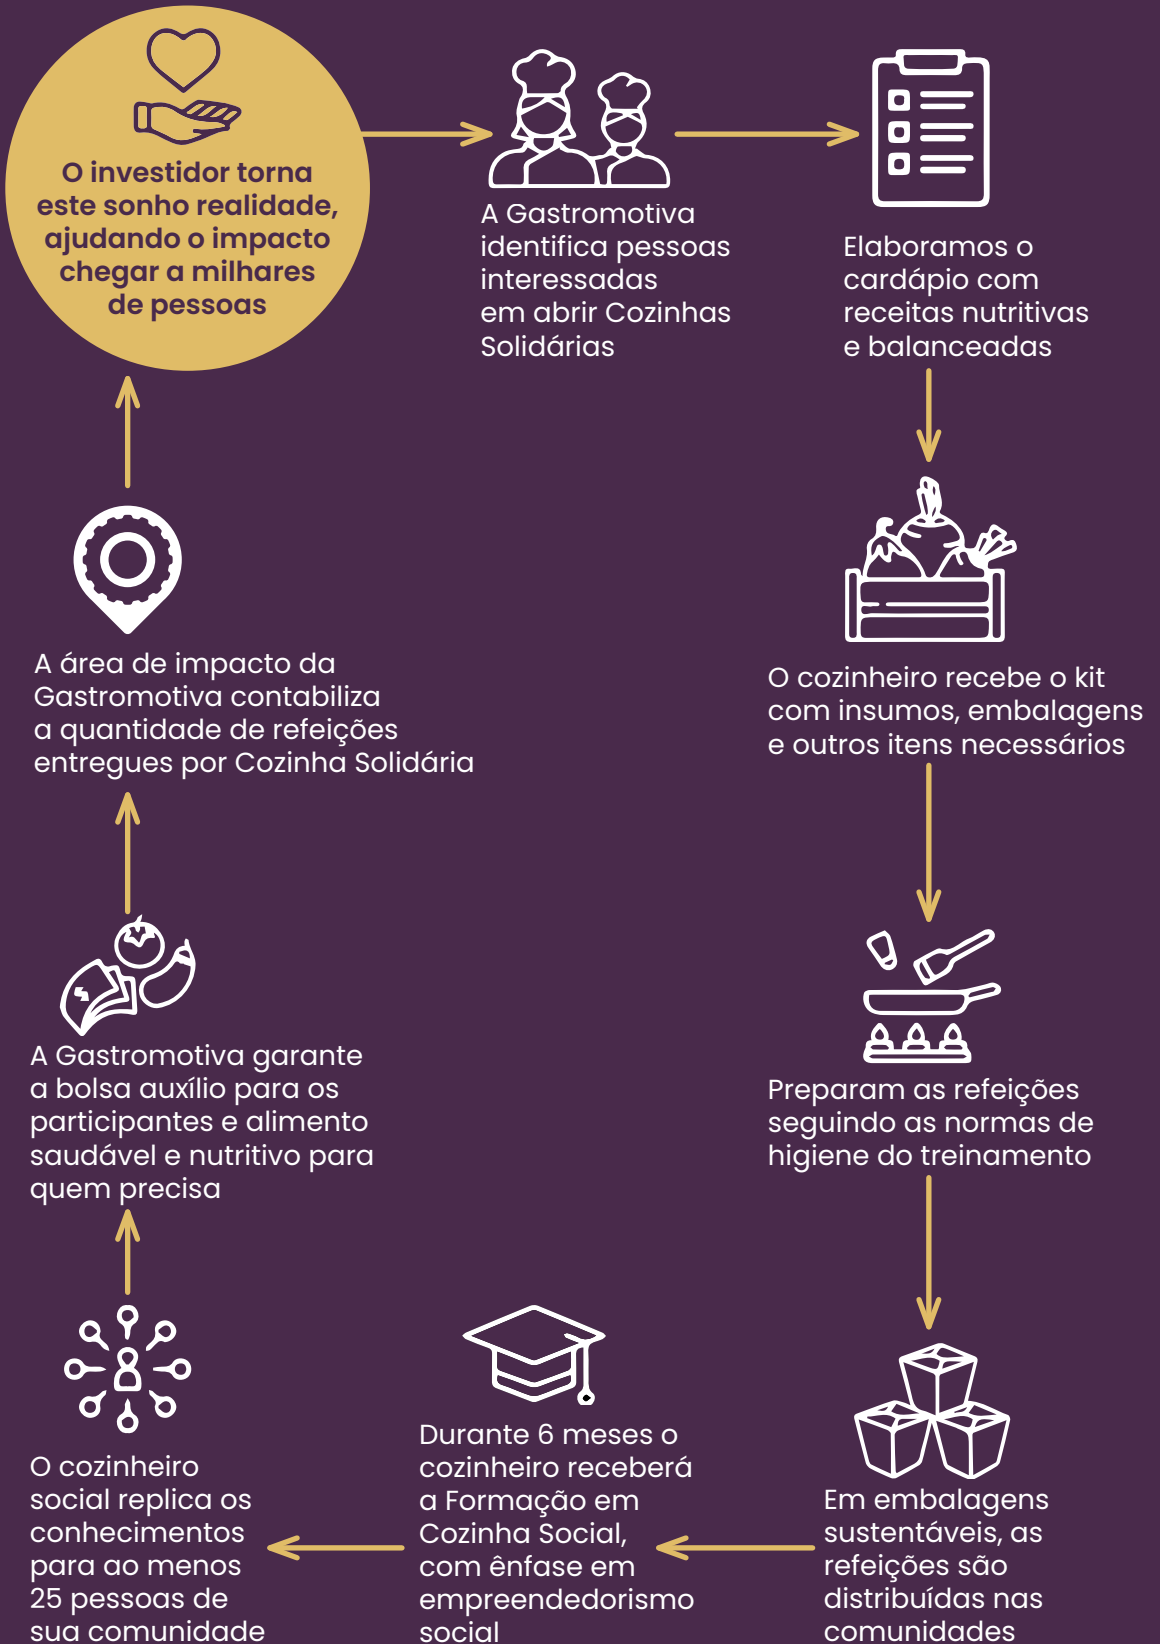 O investidor torna
este sonho realidade,
ajudando o impacto
chegar a milhares
de pessoas
A Gastromotiva
identifica pessoas
interessadas
em abrir Cozinhas
Solidárias
Elaboramos o
cardápio com
receitas nutritivas
e balanceadas
O cozinheiro recebe o kit
com insumos, embalagens
e outros itens necessários
Preparam as refeições
seguindo as normas de
higiene do treinamento
Em embalagens
sustentáveis, as
refeições são
distribuídas nas
comunidades
Durante 6 meses o
cozinheiro receberá
a Formação em
Cozinha Social,
com ênfase em
empreendedorismo
social
O cozinheiro
social replica os
conhecimentos
para ao menos
25 pessoas de
sua comunidade
A Gastromotiva garante
a bolsa auxílio para os
participantes e alimento
saudável e nutritivo para
quem precisa
A área de impacto da
Gastromotiva contabiliza
a quantidade de refeições
entregues por Cozinha Solidária